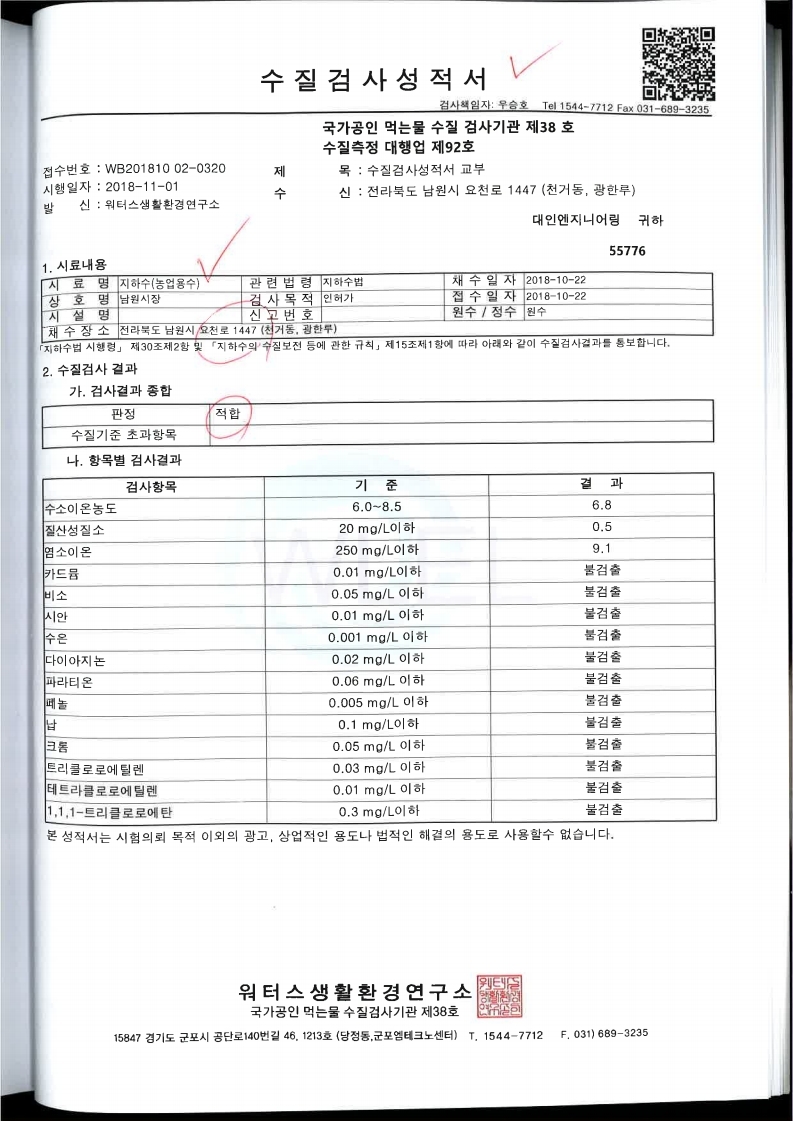 수 질 검 사 성 적 서
검사책임자: 우승호 Tel 1544-7712 Fax 031-689-3235
국가공인 먹는물 수질 검사기관 제38 호
수질측정 대행업 제92호
접수번호 : WB201810 02-0320 제 목 : 수질검사성적서 교부
시행일자 : 2018-11-01 수 신 : 전라북도 남원시 요천로 1447 (천거동, 광한루)
발 신 : 워터스생활환경연구소
대인엔지니어링 귀하
55776
1. 시료내용
시 료 명 지하수(농업용수) 관 련 법 령 지하수법 채 수 일 자 2018-10-22
상 호 명 남원시장 검 사 목 적 인허가 접 수 일 자 2018-10-22
시 설 명 신 고 번 호 원수 / 정수 원수
채 수 장 소 전라북도 남원시 요천로 1447 (천거동, 광한루)
「지하수법 시행령」 제30조제2항 및 「지하수의 수질보전 등에 관한 규칙」제15조제1항에 따라 아래와 같이 수질검사결과를 통보합니다.
2. 수질검사 결과
가. 검사결과 종합
판정 적합
수질기준 초과항목
나. 항목별 검사결과
검사항목 기 준 결 과
수소이온농도 6.0~8.5 6.8
질산성질소 20 mg/L이하 0.5
염소이온 250 mg/L이하 9.1
카드뮴 0.01 mg/L이하 불검출
비소 0.05 mg/L 이하 불검출
시안 0.01 mg/L 이하 불검출
수은 0.001 mg/L 이하 불검출
다이아지논 0.02 mg/L 이하 불검출
파라티온 0.06 mg/L 이하 불검출
페놀 0.005 mg/L 이하 불검출
납 0.1 mg/L이하 불검출
크롬 0.05 mg/L 이하 불검출
트리클로로에틸렌 0.03 mg/L 이하 불검출
테트라클로로에틸렌 0.01 mg/L 이하 불검출
1,1,1-트리클로로에탄 0.3 mg/L이하 불검출
본 성적서는 시험의뢰 목적 이외의 광고, 상업적인 용도나 법적인 해결의 용도로 사용할수 없습니다.
워터스생활환경연구소
국가공인 먹는물 수질검사기관 제38호
15847 경기도 군포시 공단로140번길 46, 1213호 (당정동,군포엠테크노센터) T. 1544-7712 F. 031) 689-3235